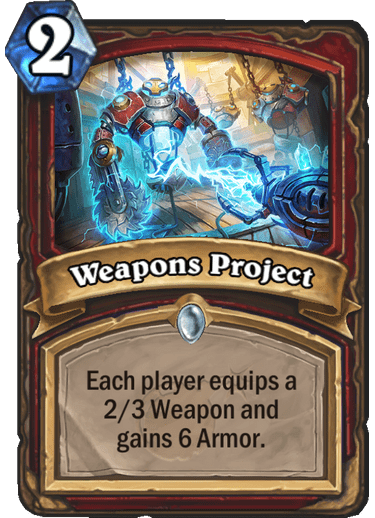 2
Weapons Project
Each player equips a
2/3 Weapon and
gains 6 Armor.